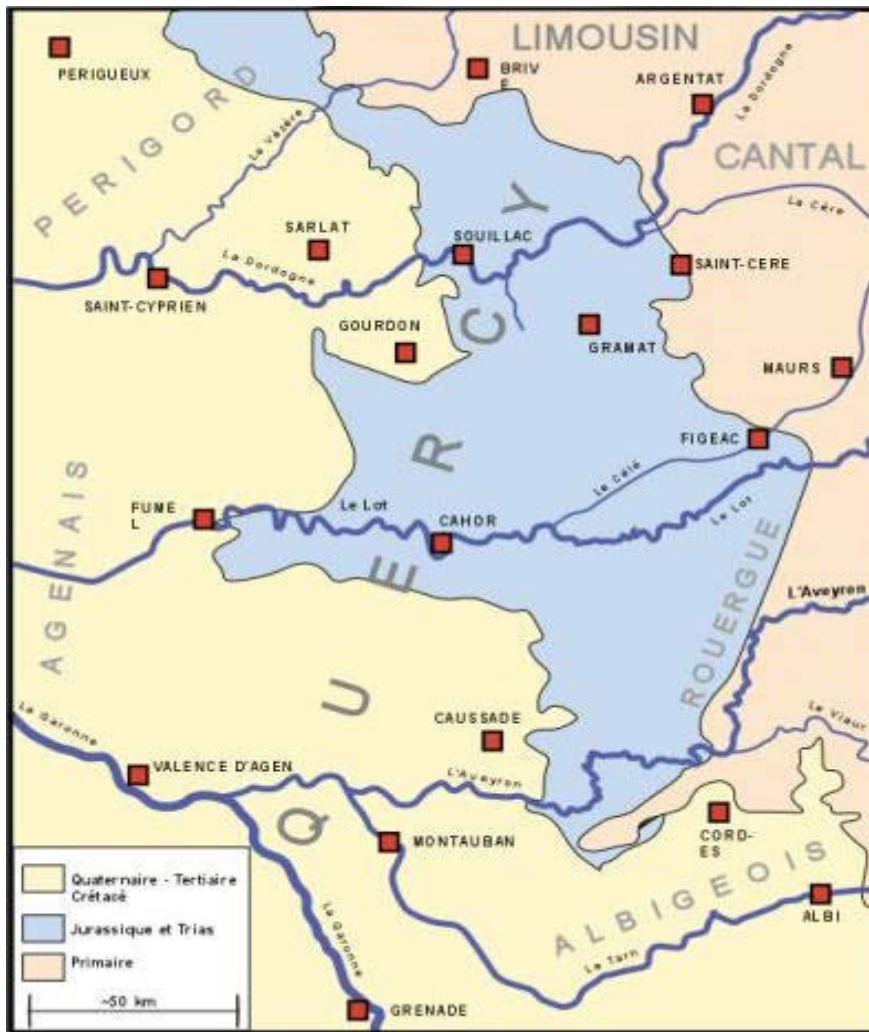 LIMOUSIN
PERIGUEUX
BRIV
E
ARGENTAT
La Dordogne
PERIGORD
La Vézère
CANTAL
La Cère
SARLAT
SOUILLAC
La Dordogne
SAINT-CERE
SAINT-CYPRIEN
GOURDON
GRAMAT
MAURS
QUERCY
FIGEAC
Le Célé
AGENAIS
FUME
L
Le Lot
CAHOR
Le Lot
ROUERGUE
L'Aveyron
La Garonne
CAUSSADE
Le Viaur
VALENCE D'AGEN
L'Aveyron
MONTAUBAN
CORD-
ES
ALBIGEOIS
ALBI
Le Tarn
La Garonne
GRENADE
Quaternaire - Tertiaire
Crétacé
Jurassique et Trias
Primaire
~50 km